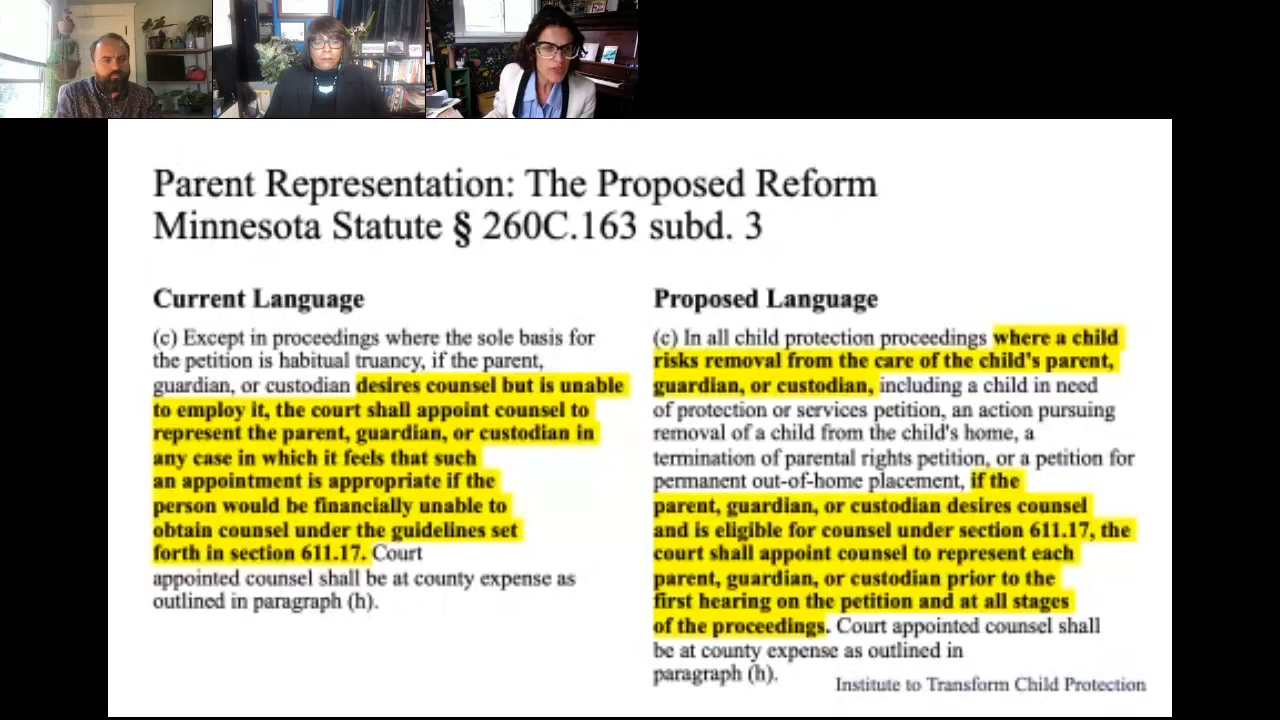 Parent Representation: The Proposed Reform
Minnesota Statute § 260C.163 subd. 3
Current Language
(c) Except in proceedings where the sole basis for
the petition is habitual truancy, if the parent,
guardian, or custodian desires counsel but is unable
to employ it, the court shall appoint counsel to
represent the parent, guardian, or custodian in
any case in which it feels that such
an appointment is appropriate if the
person would be financially unable to
obtain counsel under the guidelines set
forth in section 611.17. Court
appointed counsel shall be at county expense as
outlined in paragraph (h).
Proposed Language
(c) In all child protection proceedings where a child
risks removal from the care of the child's parent,
guardian, or custodian, including a child in need
of protection or services petition, an action pursuing
removal of a child from the child's home, a
termination of parental rights petition, or a petition for
permanent out-of-home placement, if the
parent, guardian, or custodian desires counsel
and is eligible for counsel under section 611.17, the
court shall appoint counsel to represent each
parent, guardian, or custodian prior to the
first hearing on the petition and at all stages
of the proceedings. Court appointed counsel shall
be at county expense as outlined in
paragraph (h).
Institute to Transform Child Protection